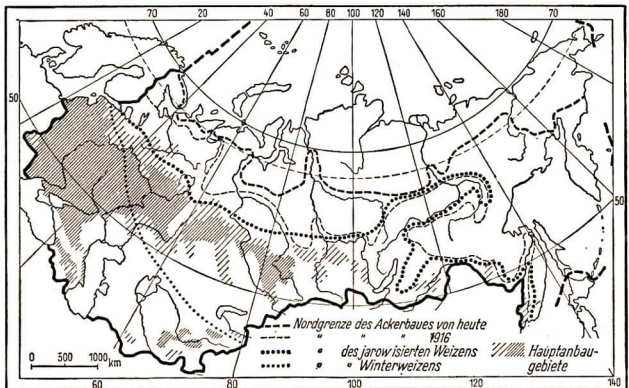 70 20 40 60 80 100 120 140 160 70
50
50
Nordgrenze des Ackerbaues von heute
" " " 1916
" des jarowisierten Weizens
" " Winterweizens
Hauptanbau-
gebiete
0 500 1000
km
60 80 100 120 140